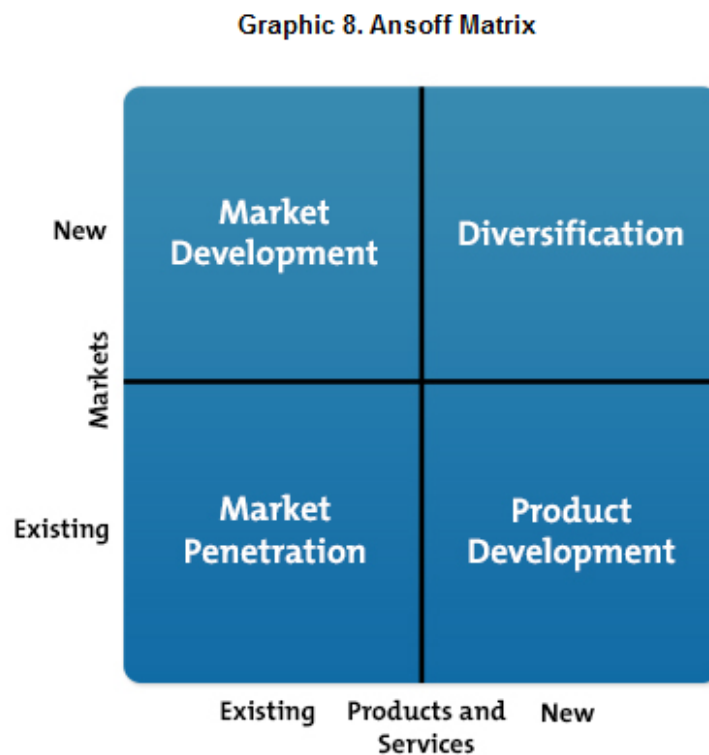 Graphic 8. Ansoff Matrix
New
Market
Development
Diversification
Markets
Existing
Market
Penetration
Product
Development
Existing
Products and
Services
New